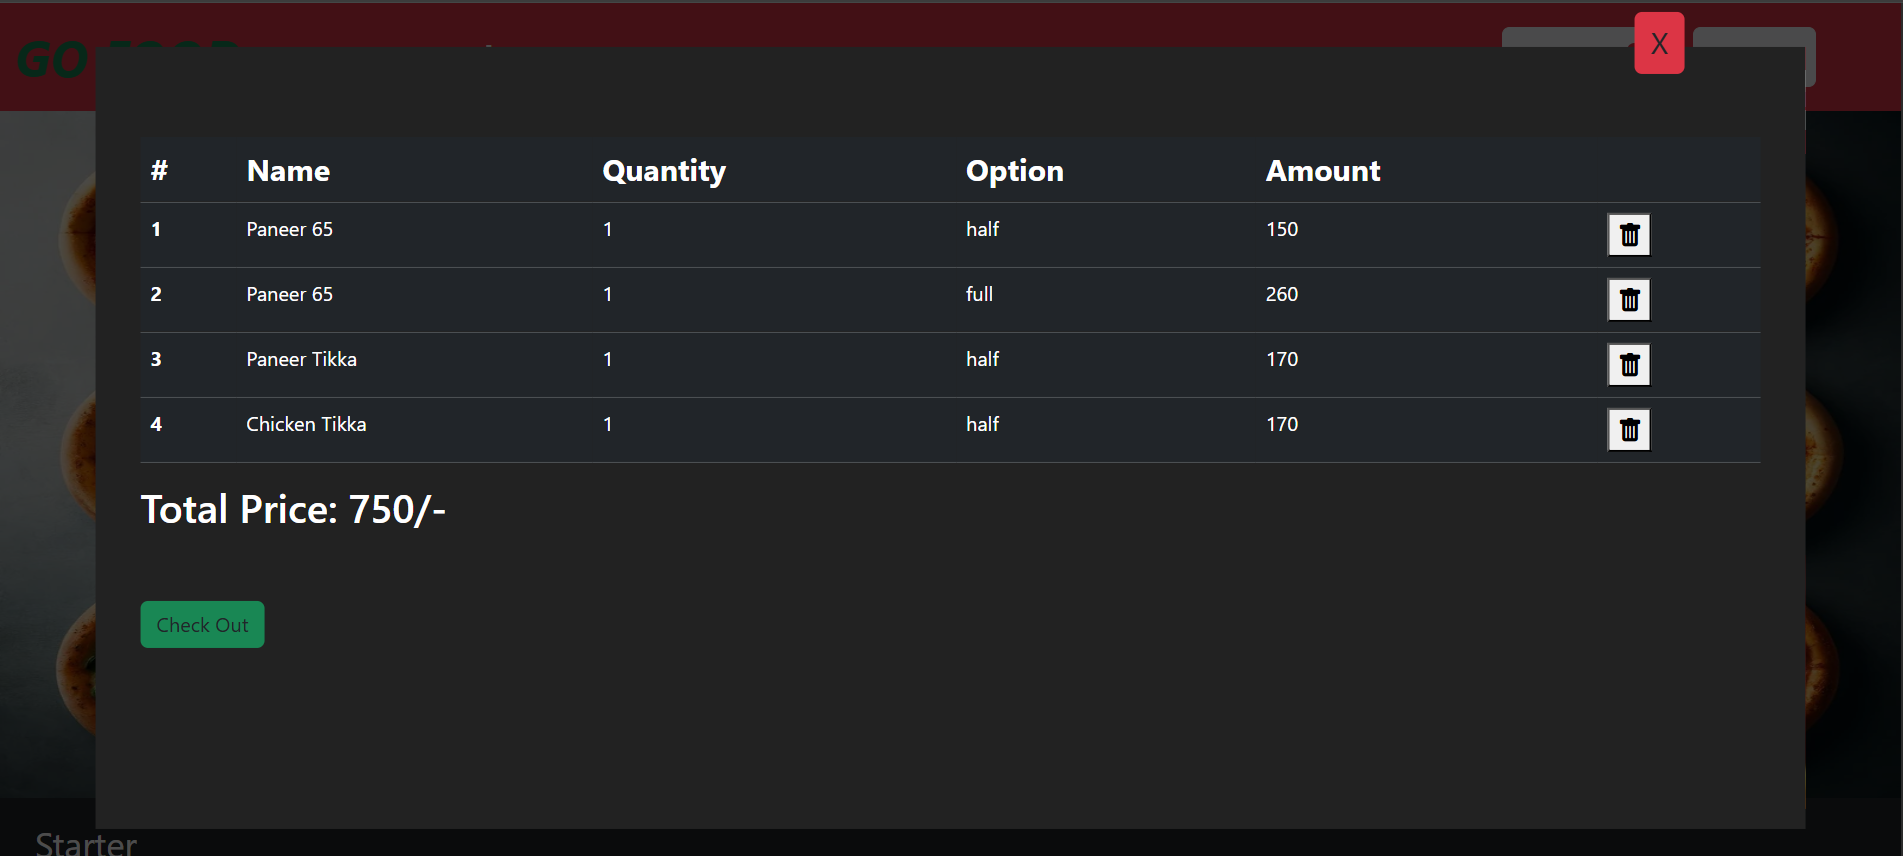 GO
X
# Name Quantity Option Amount
1 Paneer 65 1 half 150
2 Paneer 65 1 full 260
3 Paneer Tikka 1 half 170
4 Chicken Tikka 1 half 170
Total Price: 750/-
Check Out
Starter